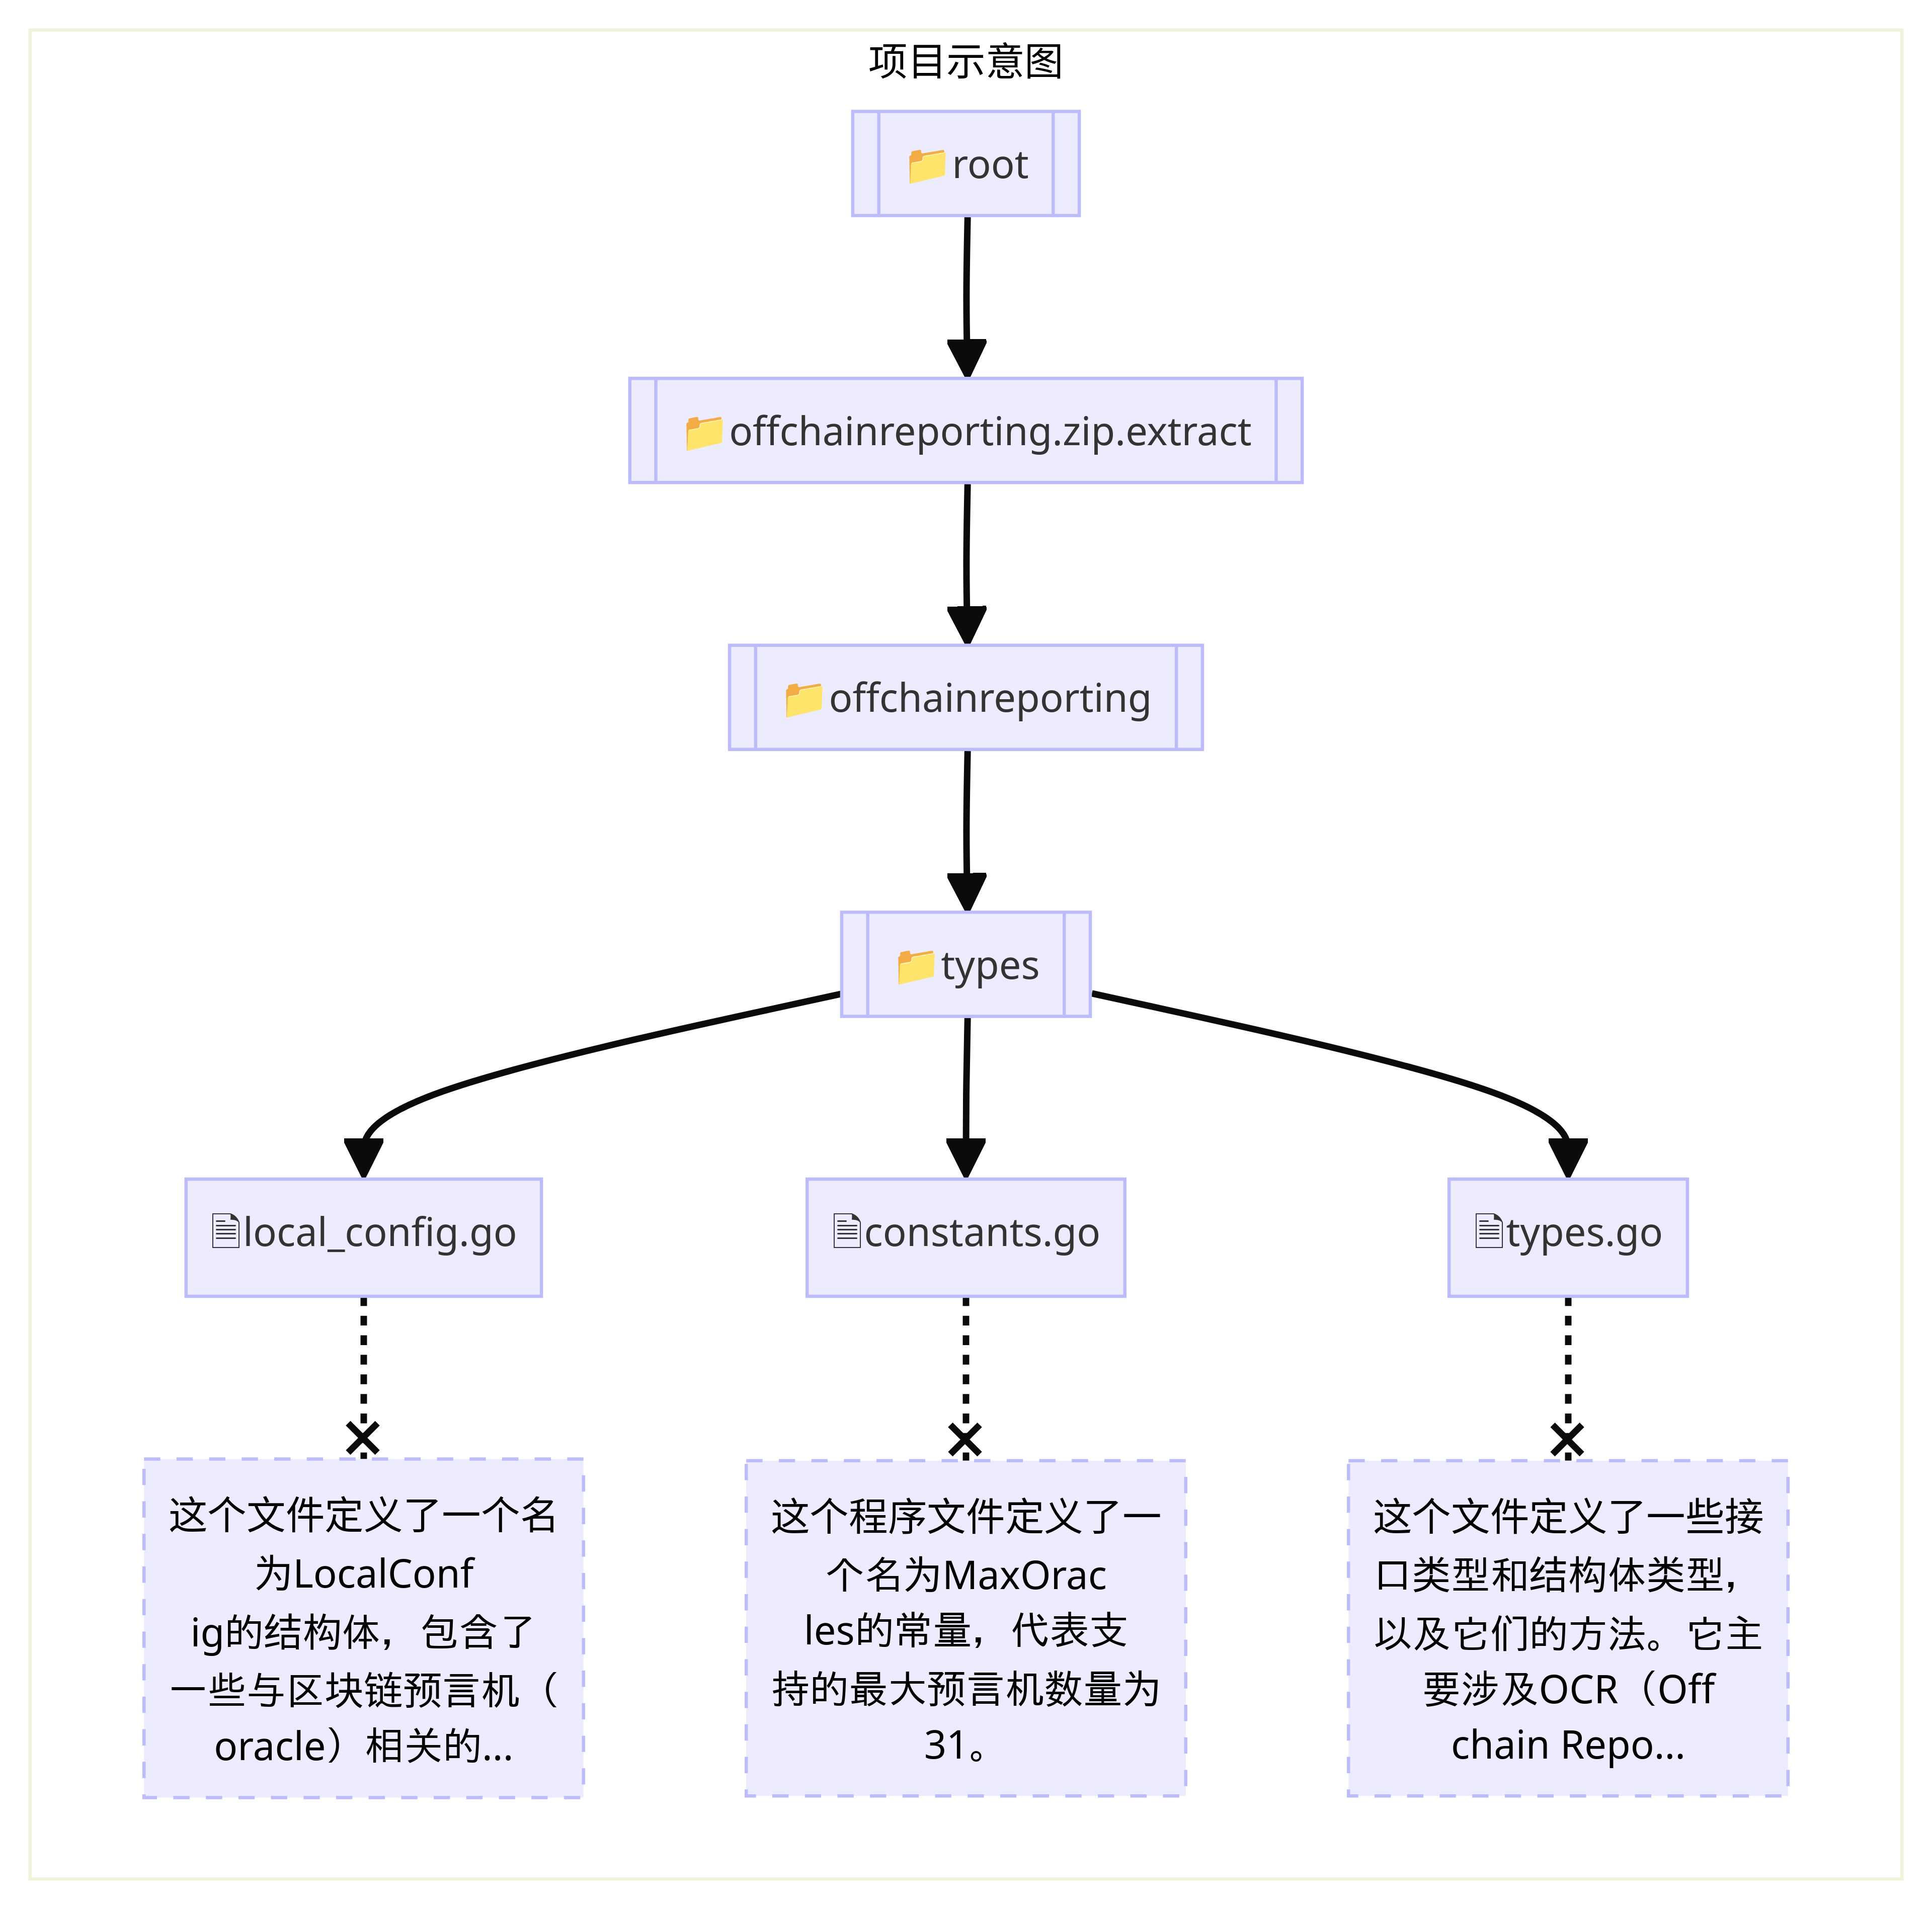 项目示意图
📁root
📁offchainreporting.zip.extract
📁offchainreporting
📁types
🗎local_config.go
🗎constants.go
🗎types.go
这个文件定义了一个名
为LocalConf
ig的结构体，包含了
一些与区块链预言机（
oracle）相关的...
这个程序文件定义了一
个名为MaxOrac
les的常量，代表支
持的最大预言机数量为
31。
这个文件定义了一些接
口类型和结构体类型，
以及它们的方法。它主
要涉及OCR（Off
chain Repo...